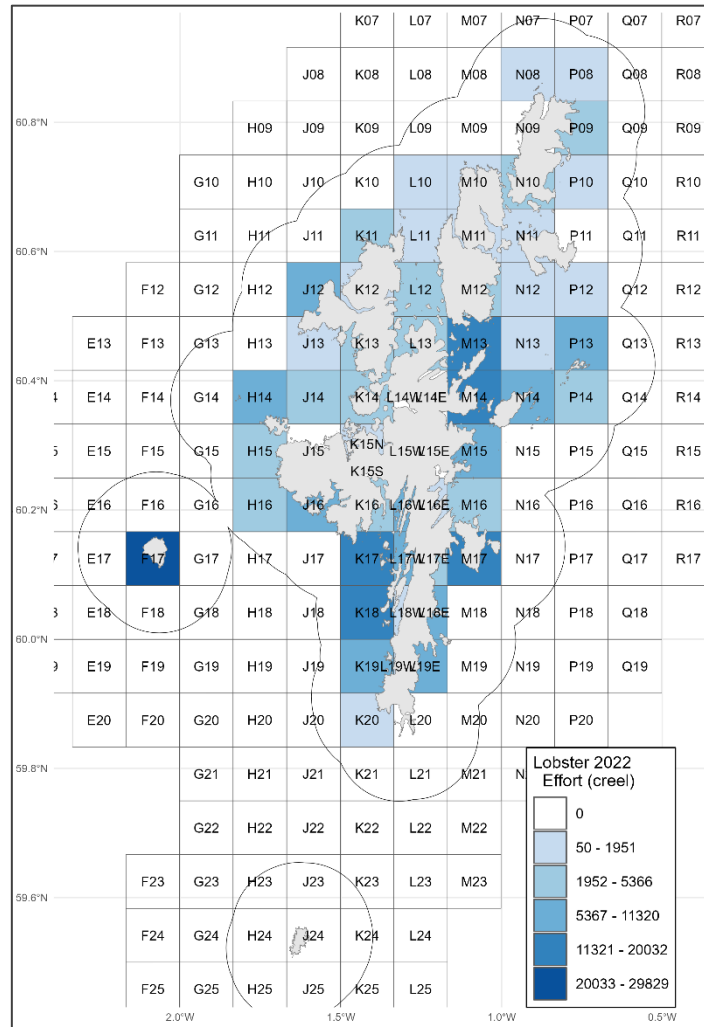 K07 L07 M07 N07 P07 Q07 R07
J08 K08 L08 M08 N08 P08 Q08 R08
60.8°N
H09 J09 K09 L09 M09 N09 P09 Q09 R09
G10 H10 J10 K10 L10 M10 N10 P10 Q10 R10
60.6°N
G11 H11 J11 K11 L11 M11 N11 P11 Q11 R11
F12 G12 H12 J12 K12 L12 M12 N12 P12 Q12 R12
E13 F13 G13 H13 J13 K13 L13 M13 N13 P13 Q13 R13
60.4°N
4 E14 F14 G14 H14 J14 K14 L14W L14E M14 N14 P14 Q14 R14
K15N
5 E15 F15 G15 H15 J15 L15W L15E M15 N15 P15 Q15 R15
K15S
6 E16 F16 G16 H16 J16 K16 L16W L16E M16 N16 P16 Q16 R16
60.2°N
7 E17 F17 G17 H17 J17 K17 L17W L17E M17 N17 P17 Q17 R17
8 E18 F18 G18 H18 J18 K18 L18W L18E M18 N18 P18 Q18
60.0°N
9 E19 F19 G19 H19 J19 K19 L19W L19E M19 N19 P19 Q19
E20 F20 G20 H20 J20 K20 L20 M20 N20 P20
59.8°N
G21 H21 J21 K21 L21 M21
G22 H22 J22 K22 L22 M22
F23 G23 H23 J23 K23 L23 M23
59.6°N
F24 G24 H24 J24 K24 L24
F25 G25 H25 J25 K25 L25
Lobster 2022
Effort (creel)
0
50 - 1951
1952 - 5366
5367 - 11320
11321 - 20032
20033 - 29829
2.0°W 1.5°W 1.0°W 0.5°W